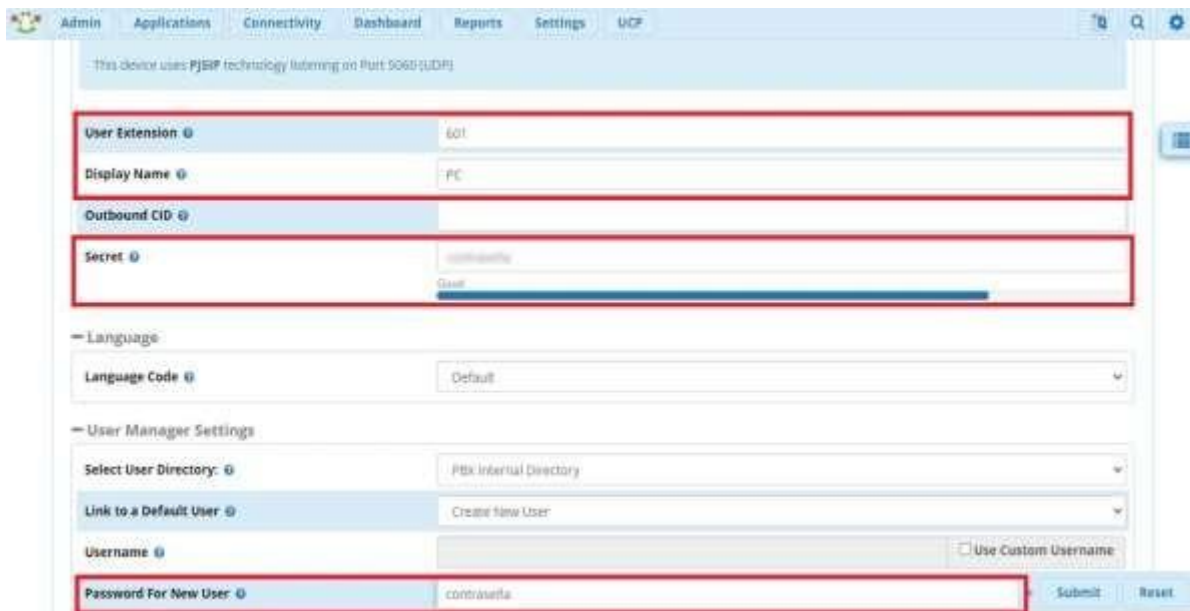 Admin Applications Connectivity Dashboard Reports Settings UCP
This device uses PJSIP technology listening on Port 5060 (UDP)
User Extension 601
Display Name PC
Outbound CID
Secret contraseña
Good
Language
Language Code Default
User Manager Settings
Select User Directory: PBX Internal Directory
Link to a Default User Create New User
Username Use Custom Username
Password For New User contraseña Submit Reset